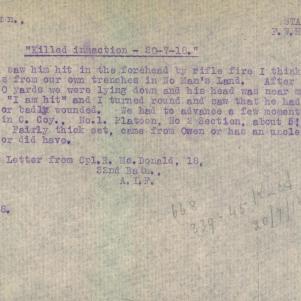 on.,
"Killed in action - 20-7-16."
saw him hit in the forehead by rifle fire I think
s from our own trenches in No Man's Land. After
0 yards we were lying down and his head was near m
"I am hit" and I turned round and saw that he had
or badly wounded. We had to advance a few moment
in C. Coy., No.1. Platoon, No 2 Section, about 5'
Fairly thick set, came from Owen or has an uncle
or did have.
Letter from Cpl.R. Mc.Donald, '18,
32nd Batn.
A.I.F.
8.